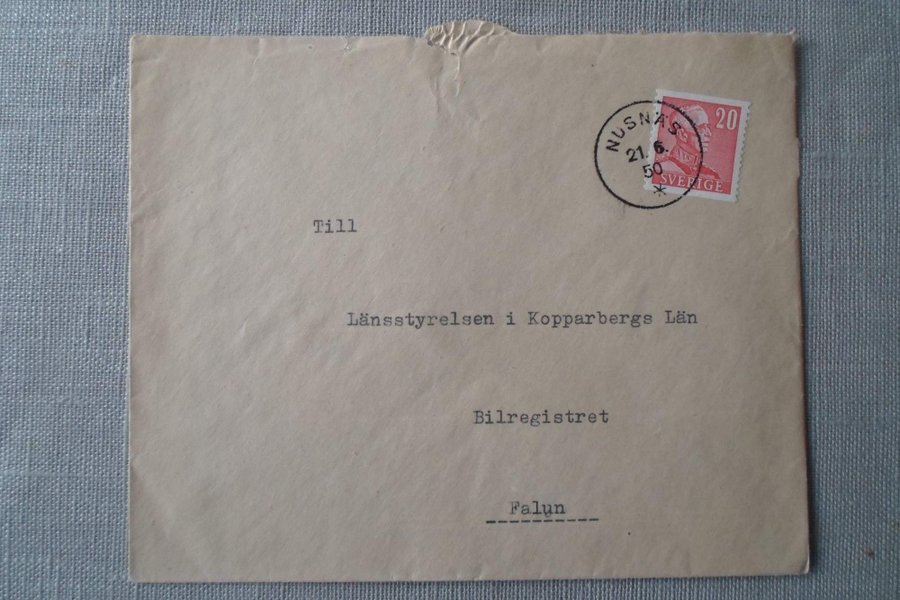 20
NUSNÄS
21. 6.
50
SVERIGE
Till
Länsstyrelsen i Kopparbergs Län
Bilregistret
Falun